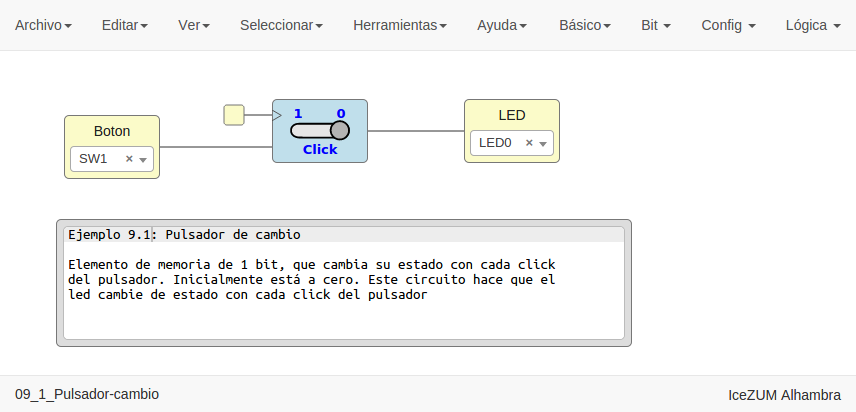 Archivo Editar Ver Seleccionar Herramientas Ayuda Básico Bit Config Lógica
Boton
SW1 ×
1 0
Click
LED
LED0 ×
Ejemplo 9.1: Pulsador de cambio
Elemento de memoria de 1 bit, que cambia su estado con cada click
del pulsador. Inicialmente está a cero. Este circuito hace que el
led cambie de estado con cada click del pulsador
09_1_Pulsador-cambio
IceZUM Alhambra